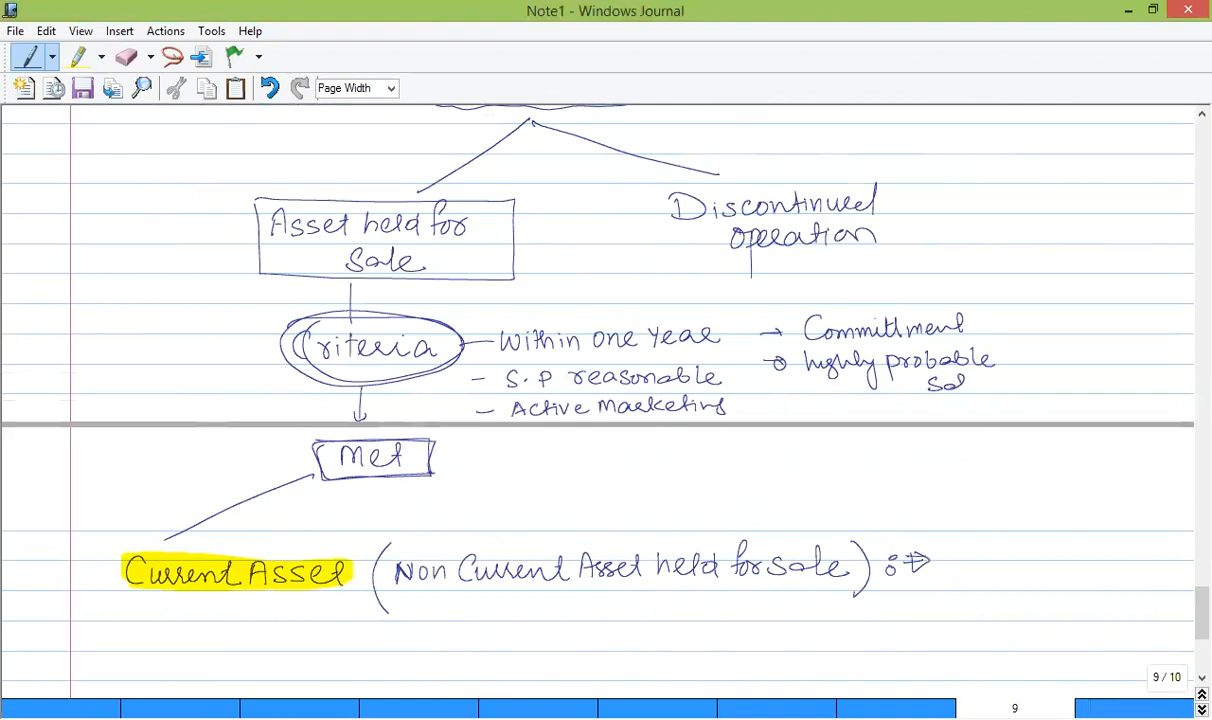 Note1 - Windows Journal
File Edit View Insert Actions Tools Help
Page Width
Asset held for
Sale
Discontinued
operation
Criteria
- Within one Year
- S.P reasonable
- Active Marketing
→ Committment
→ highly probable
Sal
Met
Current Asset (Non Current Asset held for sale) :⇒
9 / 10
9